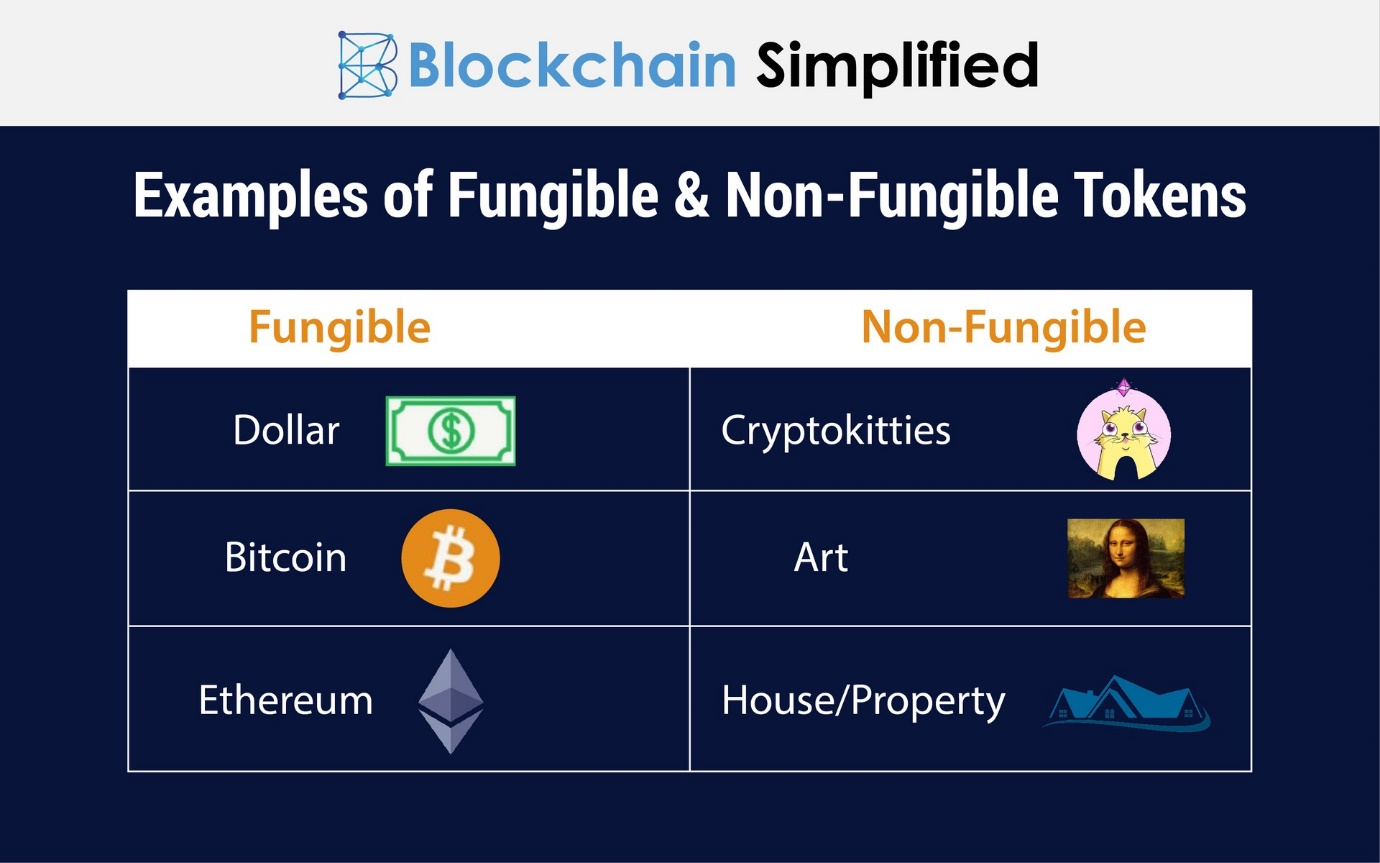 Blockchain Simplified
Examples of Fungible & Non-Fungible Tokens
Fungible Non-Fungible
Dollar $ Cryptokitties
Bitcoin ₿ Art
Ethereum House/Property